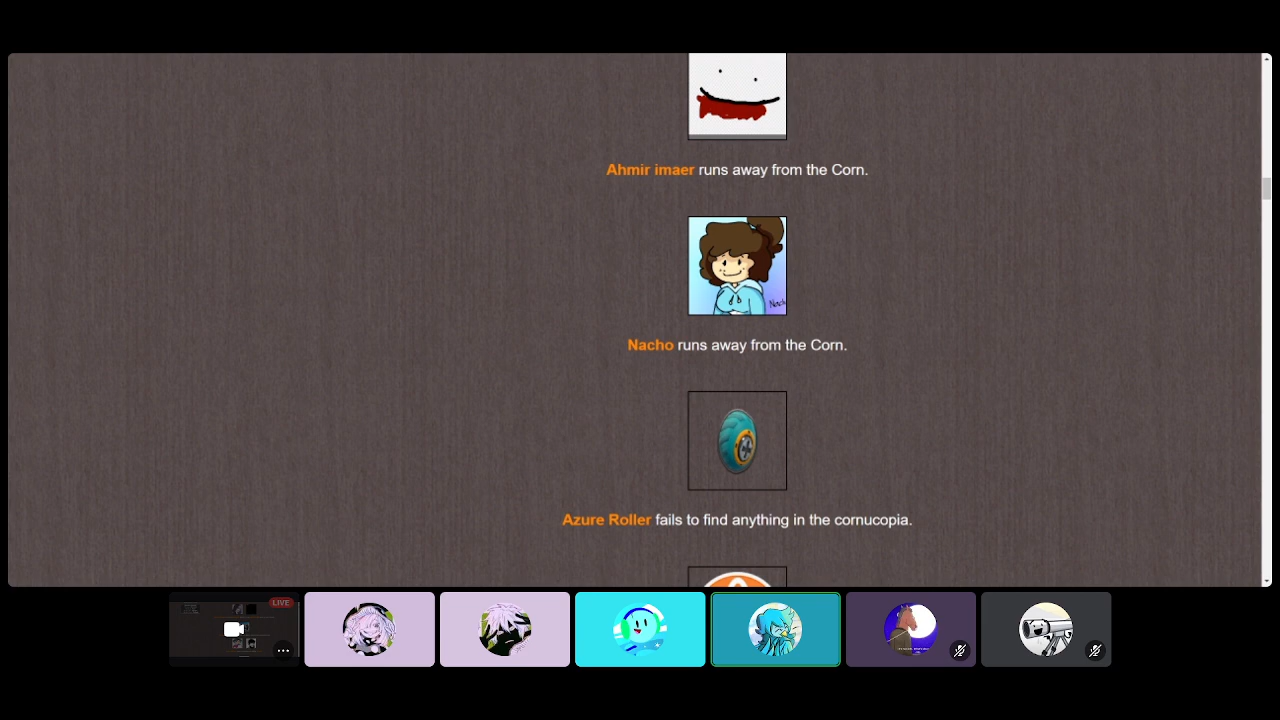 Ahmir imaer runs away from the Corn.
Nacho runs away from the Corn.
Azure Roller fails to find anything in the cornucopia.
LIVE